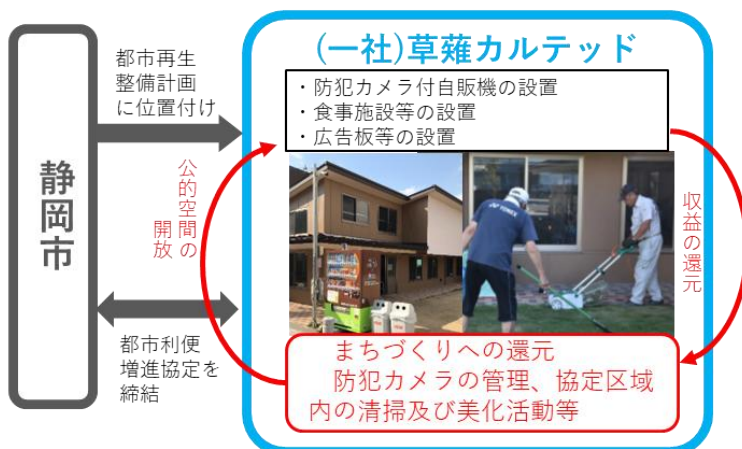 (一社)草薙カルテッド
都市再生
整備計画
に位置付け
・防犯カメラ付自販機の設置
・食事施設等の設置
・広告板等の設置
静岡市
公的空間の
開放
収益の還元
都市利便
増進協定を
締結
まちづくりへの還元
防犯カメラの管理、協定区域
内の清掃及び美化活動等
YONEX